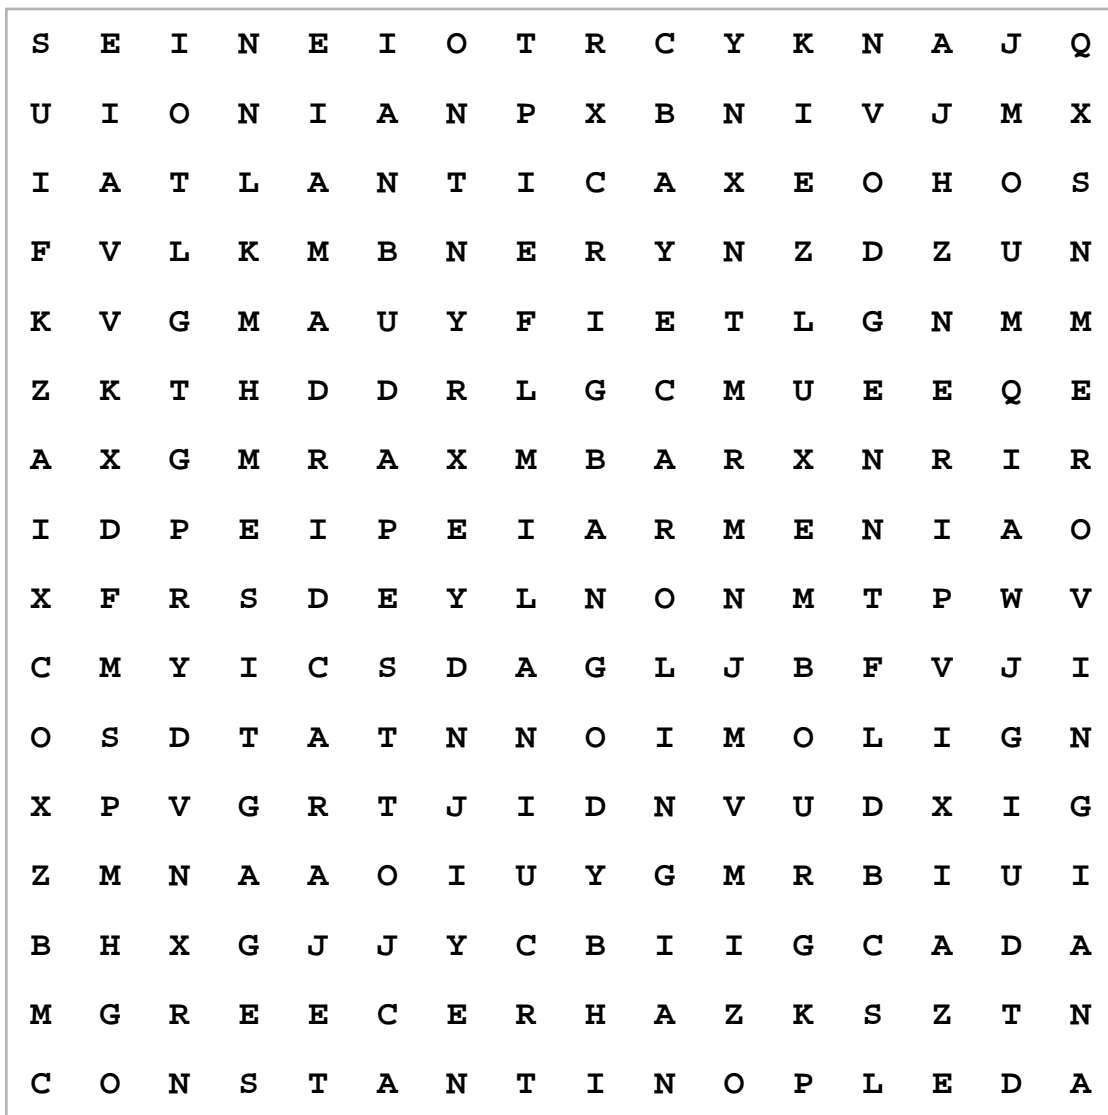 S E I N E I O T R C Y K N A J Q
U I O N I A N P X B N I V J M X
I A T L A N T I C A X E O H O S
F V L K M B N E R Y N Z D Z U N
K V G M A U Y F I E T L G N M M
Z K T H D D R L G C M U E E Q E
A X G M R A X M B A R X N R I R
I D P E I P E I A R M E N I A O
X F R S D E Y L N O N M T P W V
C M Y I C S D A G L J B F V J I
O S D T A T N N O I M O L I G N
X P V G R T J I D N V U D X I G
Z M N A A O I U Y G M R B I U I
B H X G J J Y C B I I G C A D A
M G R E E C E R H A Z K S Z T N
C O N S T A N T I N O P L E D A